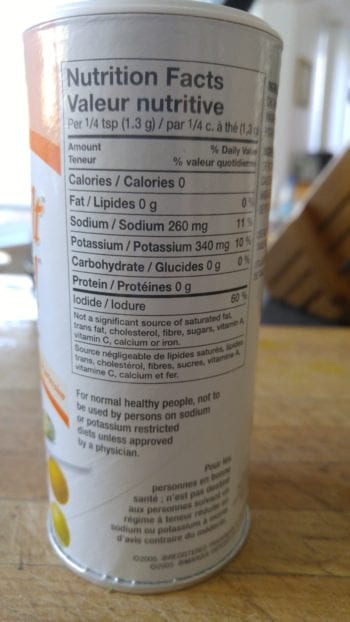 Nutrition Facts
Valeur nutritive
Per 1/4 tsp (1.3 g) / par 1/4 c. à thé (1,3
Amount % Daily Value
Teneur % valeur quotidienne
Calories / Calories 0
Fat / Lipides 0 g 0 %
Sodium / Sodium 260 mg 11 %
Potassium / Potassium 340 mg 10 %
Carbohydrate / Glucides 0 g 0 %
Protein / Protéines 0 g
Iodide / Iodure 60 %
Not a significant source of saturated fat,
trans fat, cholesterol, fibre, sugars, vitamin A,
vitamin C, calcium or iron.
Source négligeable de lipides saturés, lipides
trans, cholestérol, fibres, sucres, vitamine A,
vitamine C, calcium et fer.
For normal healthy people, not to
be used by persons on sodium
or potassium restricted
diets unless approved
by a physician.
Pour les
personnes en bonne
santé ; n'est pas destiné
aux personnes suivant un
régime à teneur réduite en
sodium ou potassium à moins
d'avis contraire du médecin.
©2005 ®REGISTERED
©2005 ®MARQUE